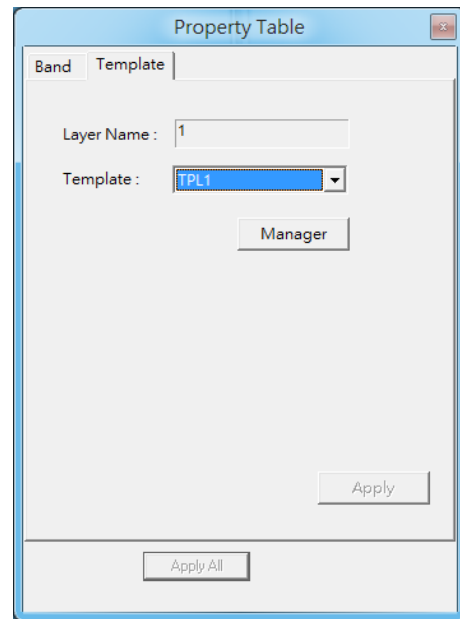 Property Table
x
Band Template
Layer Name : 1
Template : TPL1
Manager
Apply
Apply All